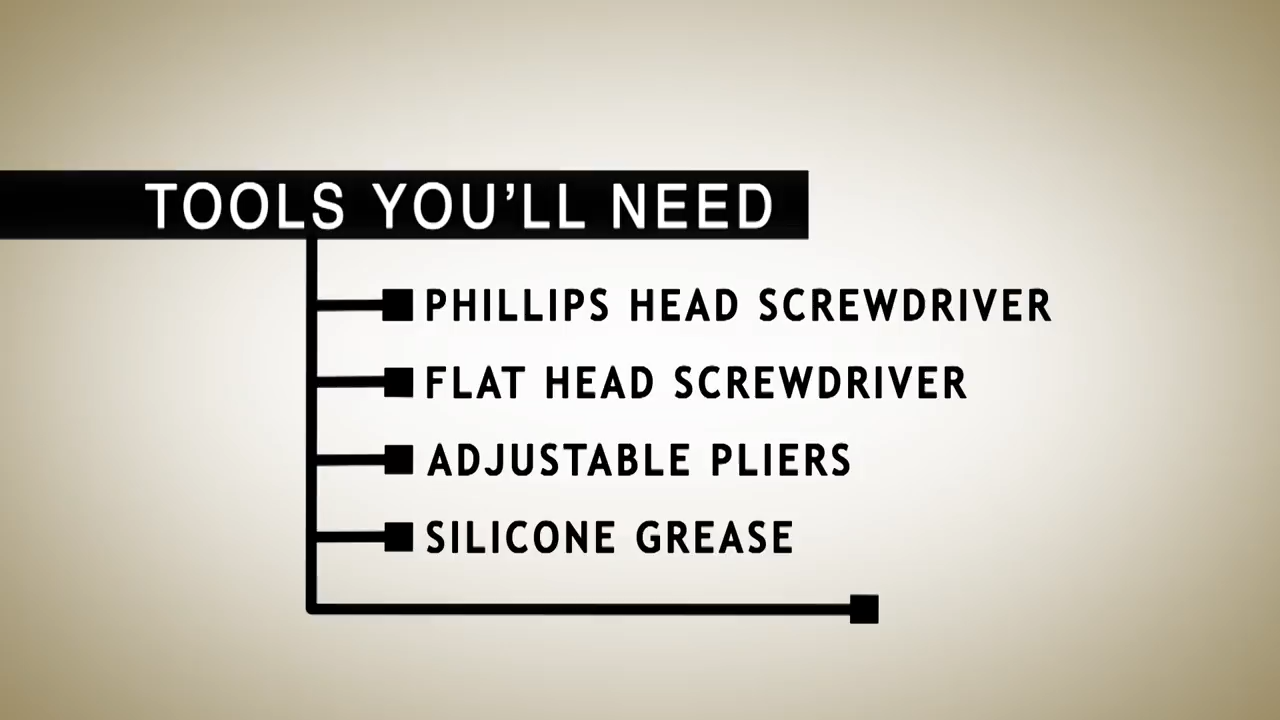 TOOLS YOU'LL NEED
PHILLIPS HEAD SCREWDRIVER
FLAT HEAD SCREWDRIVER
ADJUSTABLE PLIERS
SILICONE GREASE